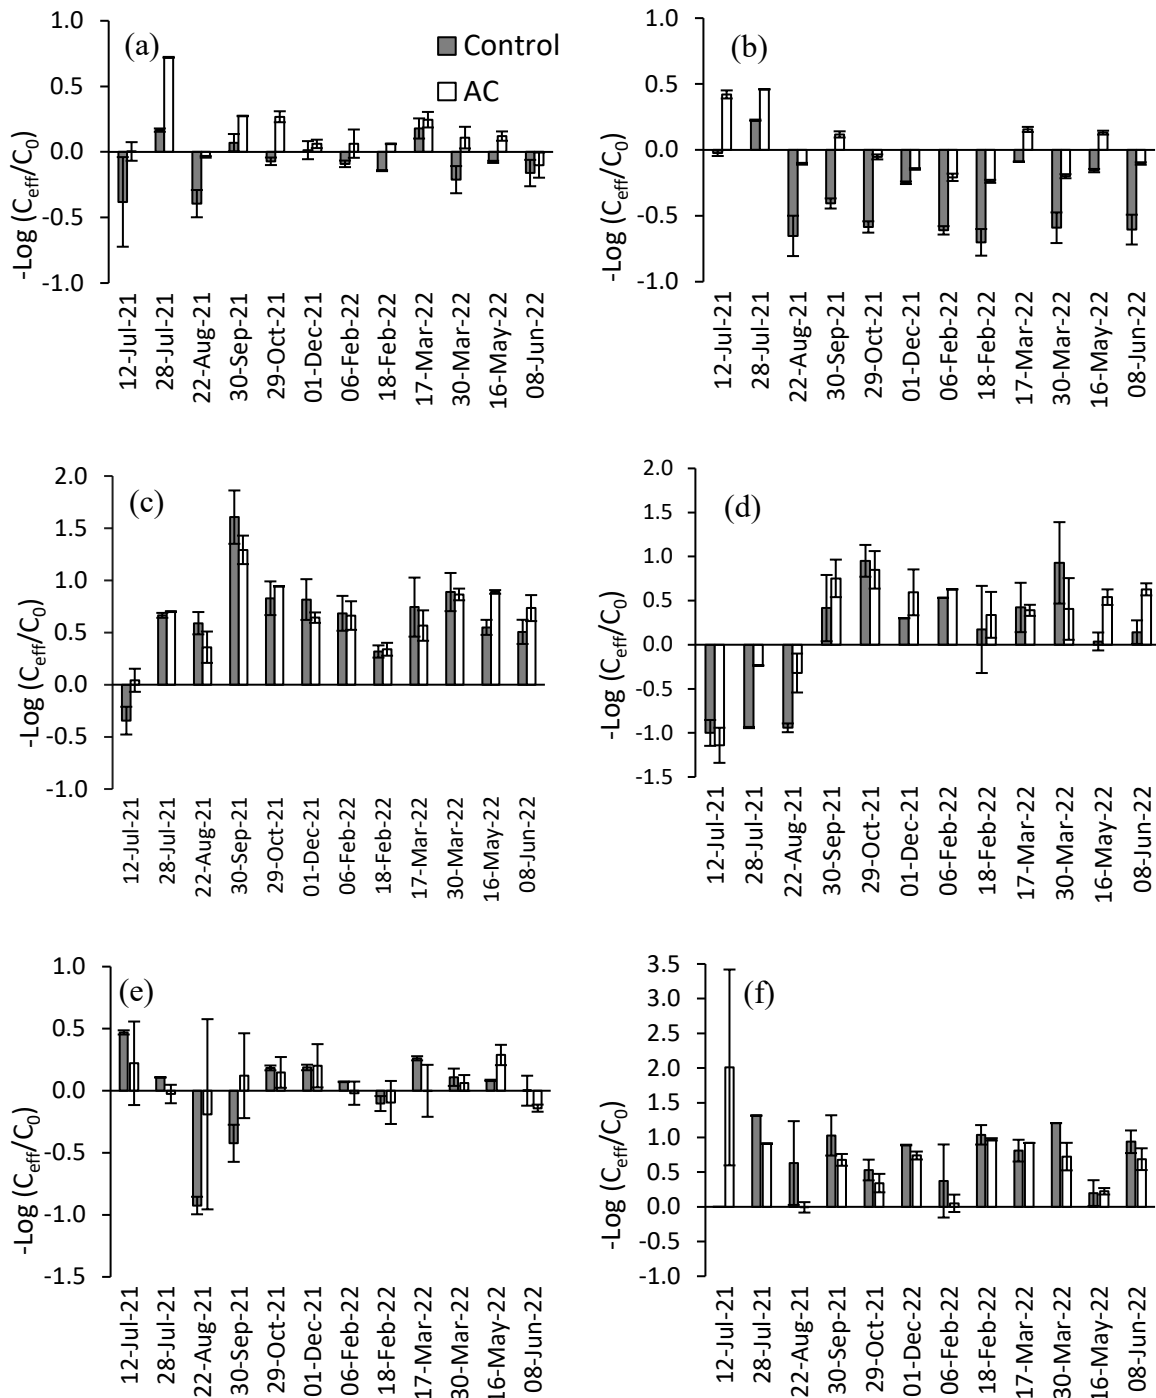 (a)
Control
AC
-Log (C_eff/C_0)
1.0
0.5
0.0
-0.5
-1.0
12-Jul-21
28-Jul-21
22-Aug-21
30-Sep-21
29-Oct-21
01-Dec-21
06-Feb-22
18-Feb-22
17-Mar-22
30-Mar-22
16-May-22
08-Jun-22
(b)
-Log (C_eff/C_0)
1.0
0.5
0.0
-0.5
-1.0
12-Jul-21
28-Jul-21
22-Aug-21
30-Sep-21
29-Oct-21
01-Dec-21
06-Feb-22
18-Feb-22
17-Mar-22
30-Mar-22
16-May-22
08-Jun-22
(c)
-Log (C_eff/C_0)
2.0
1.5
1.0
0.5
0.0
-0.5
-1.0
12-Jul-21
28-Jul-21
22-Aug-21
30-Sep-21
29-Oct-21
01-Dec-21
06-Feb-22
18-Feb-22
17-Mar-22
30-Mar-22
16-May-22
08-Jun-22
(d)
-Log (C_eff/C_0)
2.0
1.5
1.0
0.5
0.0
-0.5
-1.0
-1.5
12-Jul-21
28-Jul-21
22-Aug-21
30-Sep-21
29-Oct-21
01-Dec-21
06-Feb-22
18-Feb-22
17-Mar-22
30-Mar-22
16-May-22
08-Jun-22
(e)
-Log (C_eff/C_0)
1.0
0.5
0.0
-0.5
-1.0
-1.5
12-Jul-21
28-Jul-21
22-Aug-21
30-Sep-21
29-Oct-21
01-Dec-21
06-Feb-22
18-Feb-22
17-Mar-22
30-Mar-22
16-May-22
08-Jun-22
(f)
-Log (C_eff/C_0)
3.5
3.0
2.5
2.0
1.5
1.0
0.5
0.0
-0.5
-1.0
12-Jul-21
28-Jul-21
22-Aug-21
30-Sep-21
29-Oct-21
01-Dec-22
06-Feb-22
18-Feb-22
17-Mar-22
30-Mar-22
16-May-22
08-Jun-22